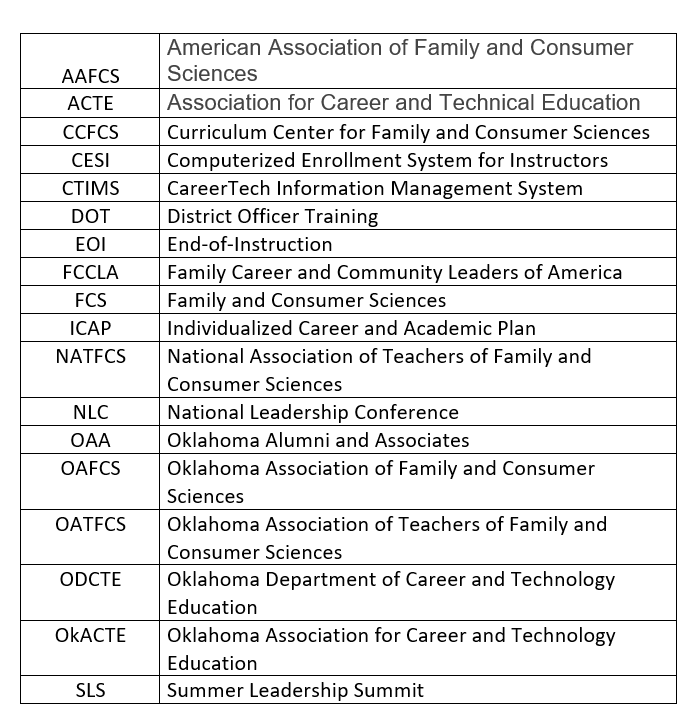 American Association of Family and Consumer
AAFCS Sciences
ACTE Association for Career and Technical Education
CCFCS Curriculum Center for Family and Consumer Sciences
CESI Computerized Enrollment System for Instructors
CTIMS CareerTech Information Management System
DOT District Officer Training
EOI End-of-Instruction
FCCLA Family Career and Community Leaders of America
FCS Family and Consumer Sciences
ICAP Individualized Career and Academic Plan
NATFCS National Association of Teachers of Family and
Consumer Sciences
NLC National Leadership Conference
OAA Oklahoma Alumni and Associates
OAFCS Oklahoma Association of Family and Consumer
Sciences
OATFCS Oklahoma Association of Teachers of Family and
Consumer Sciences
ODCTE Oklahoma Department of Career and Technology
Education
OkACTE Oklahoma Association for Career and Technology
Education
SLS Summer Leadership Summit